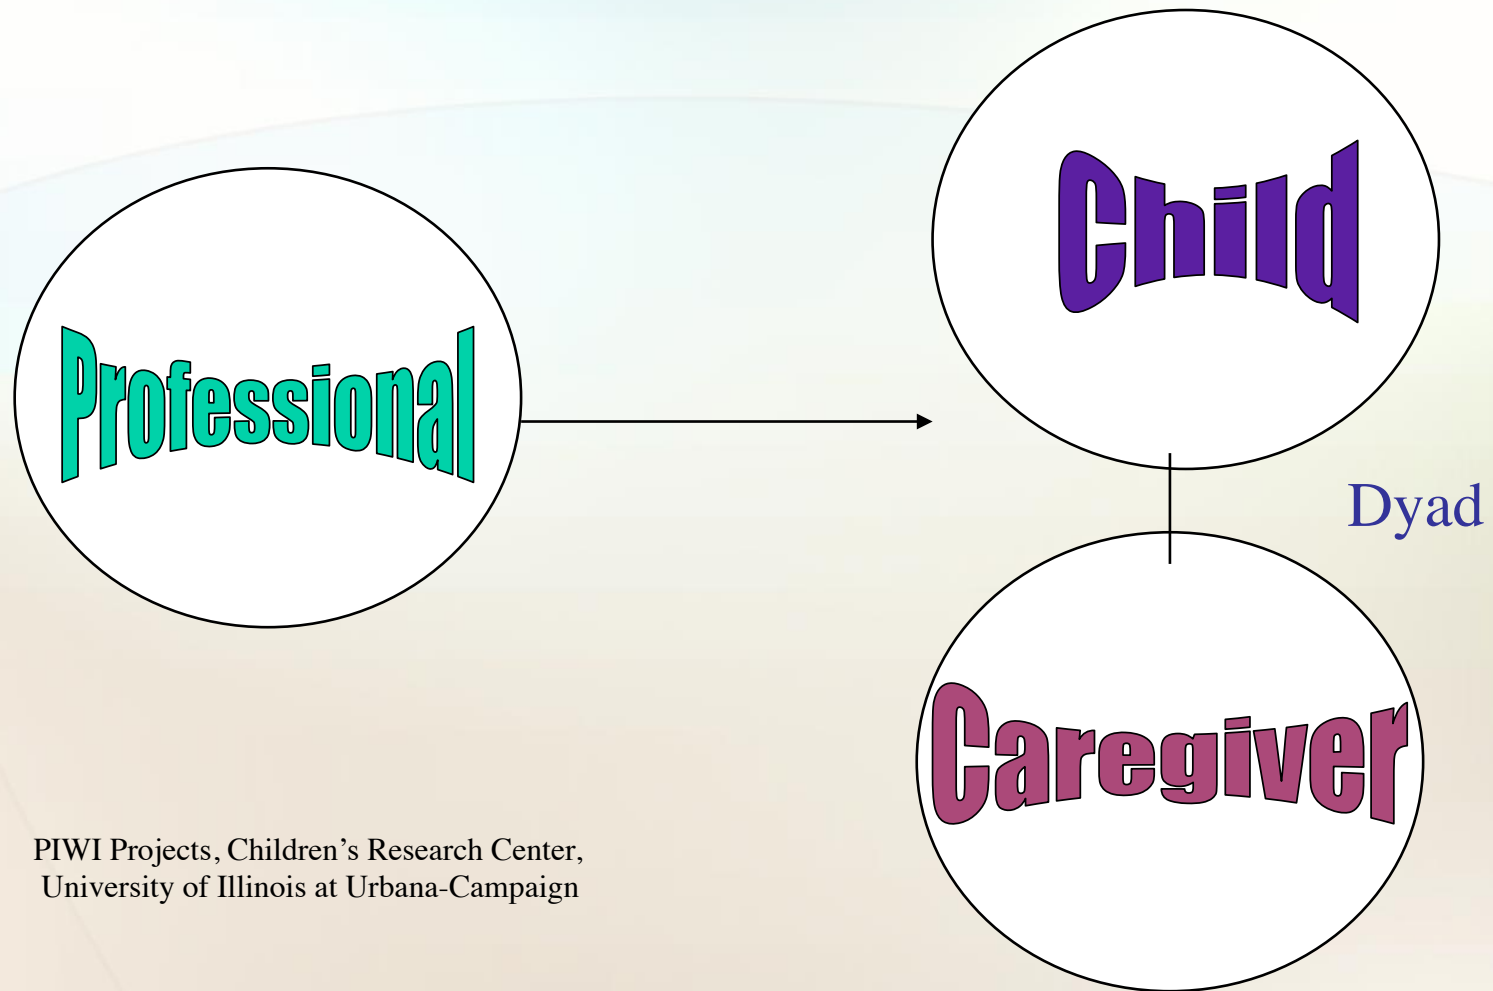 Professional
Child
Dyad
Caregiver
PIWI Projects, Children’s Research Center,
University of Illinois at Urbana-Campaign